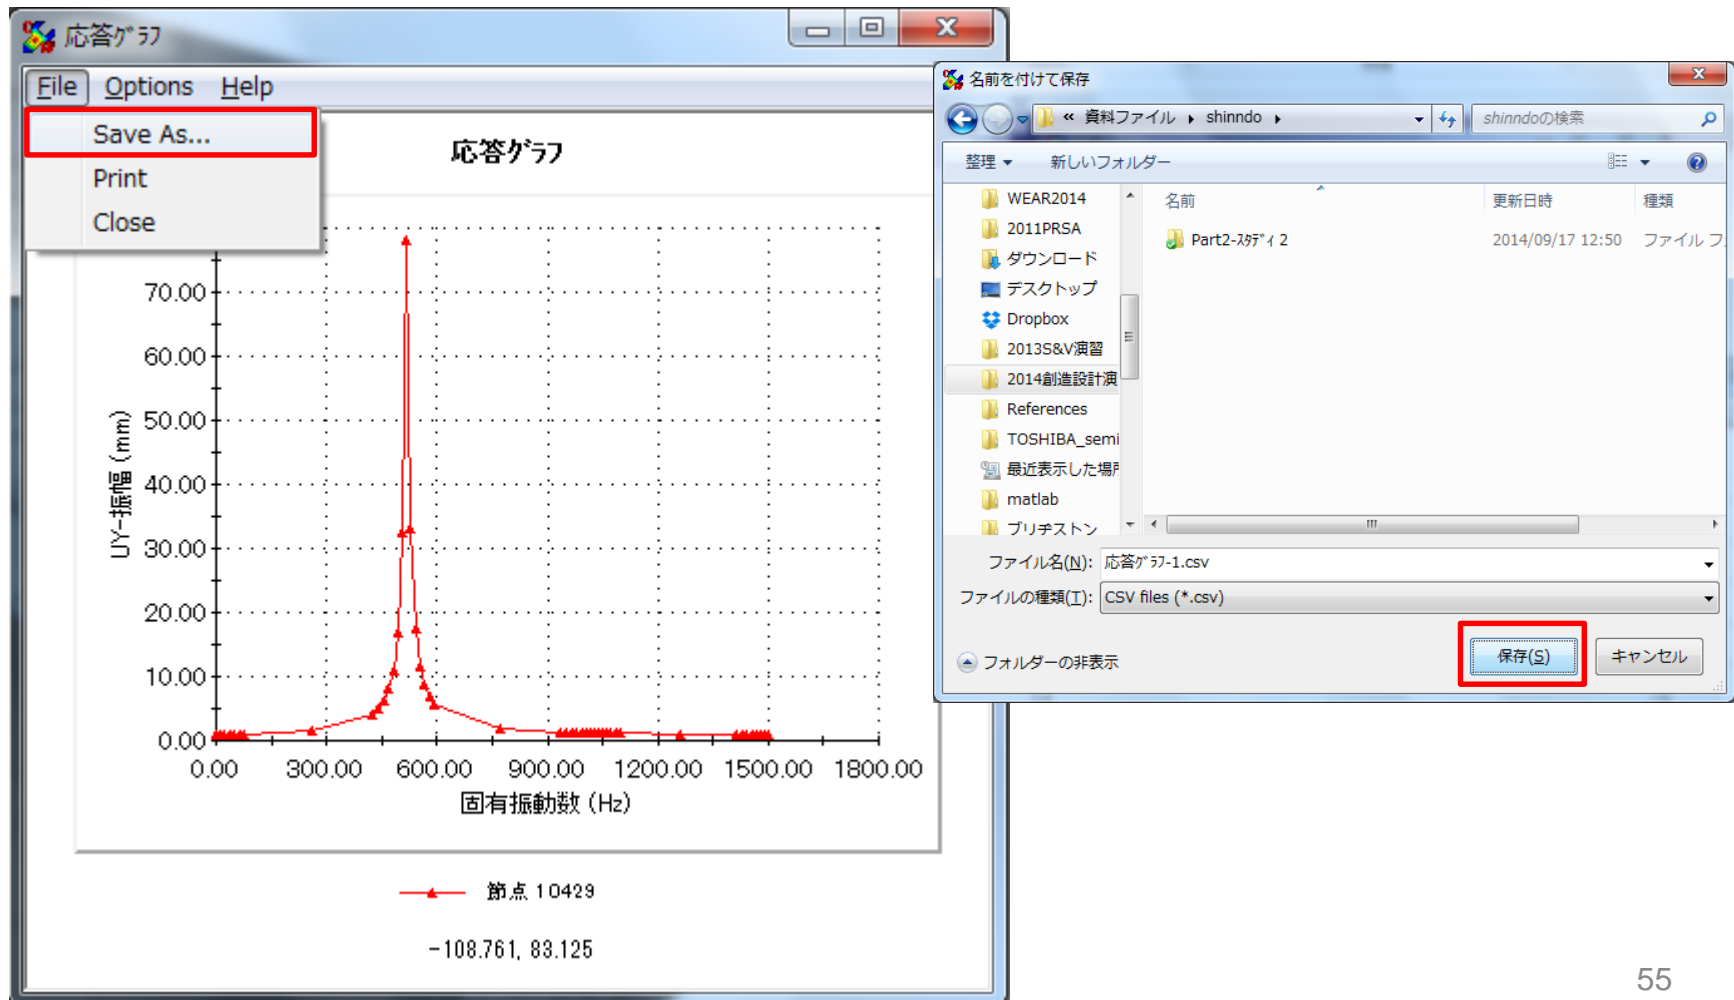 応答ｸﾞﾗﾌ
File Options Help
Save As...
Print
Close
応答ｸﾞﾗﾌ
70.00
60.00
50.00
40.00
30.00
20.00
10.00
0.00
UY-振幅 (mm)
0.00 300.00 600.00 900.00 1200.00 1500.00 1800.00
固有振動数 (Hz)
節点 10429
-108.761, 83.125
名前を付けて保存
« 資料ファイル shinndo
shinndoの検索
整理 新しいフォルダー
名前 更新日時 種類
WEAR2014
2011PRSA
ダウンロード
デスクトップ
Dropbox
2013S&V演習
2014創造設計演
References
TOSHIBA_semi
最近表示した場所
matlab
ブリヂストン
Part2-ｽﾀﾃﾞｨ 2 2014/09/17 12:50 ファイル フ
ファイル名(N): 応答ｸﾞﾗﾌ-1.csv
ファイルの種類(T): CSV files (*.csv)
フォルダーの非表示
保存(S) キャンセル
55